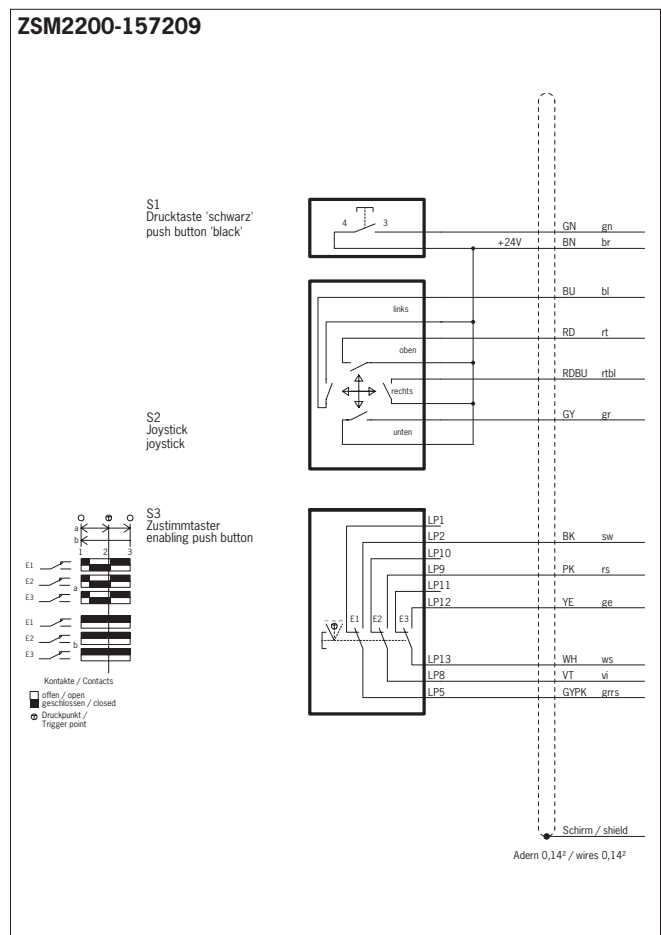 ZSM2200-157209
S1
Drucktaste 'schwarz'
push button 'black'
4 3
GN gn
+24V BN br
BU bl
links
RD rt
oben
RDBU rtbl
rechts
GY gr
unten
S2
Joystick
joystick
S3
Zustimmtaster
enabling push button
a
b
1 2 3
E1
E2
a
E3
E1
E2
b
E3
Kontakte / Contacts
offen / open
geschlossen / closed
Druckpunkt /
Trigger point
LP1
LP2 BK sw
LP10
LP9 PK rs
LP11
LP12 YE ge
E1 E2 E3
LP13 WH ws
LP8 VT vi
LP5 GYPK grrs
Schirm / shield
Adern 0,14² / wires 0,14²